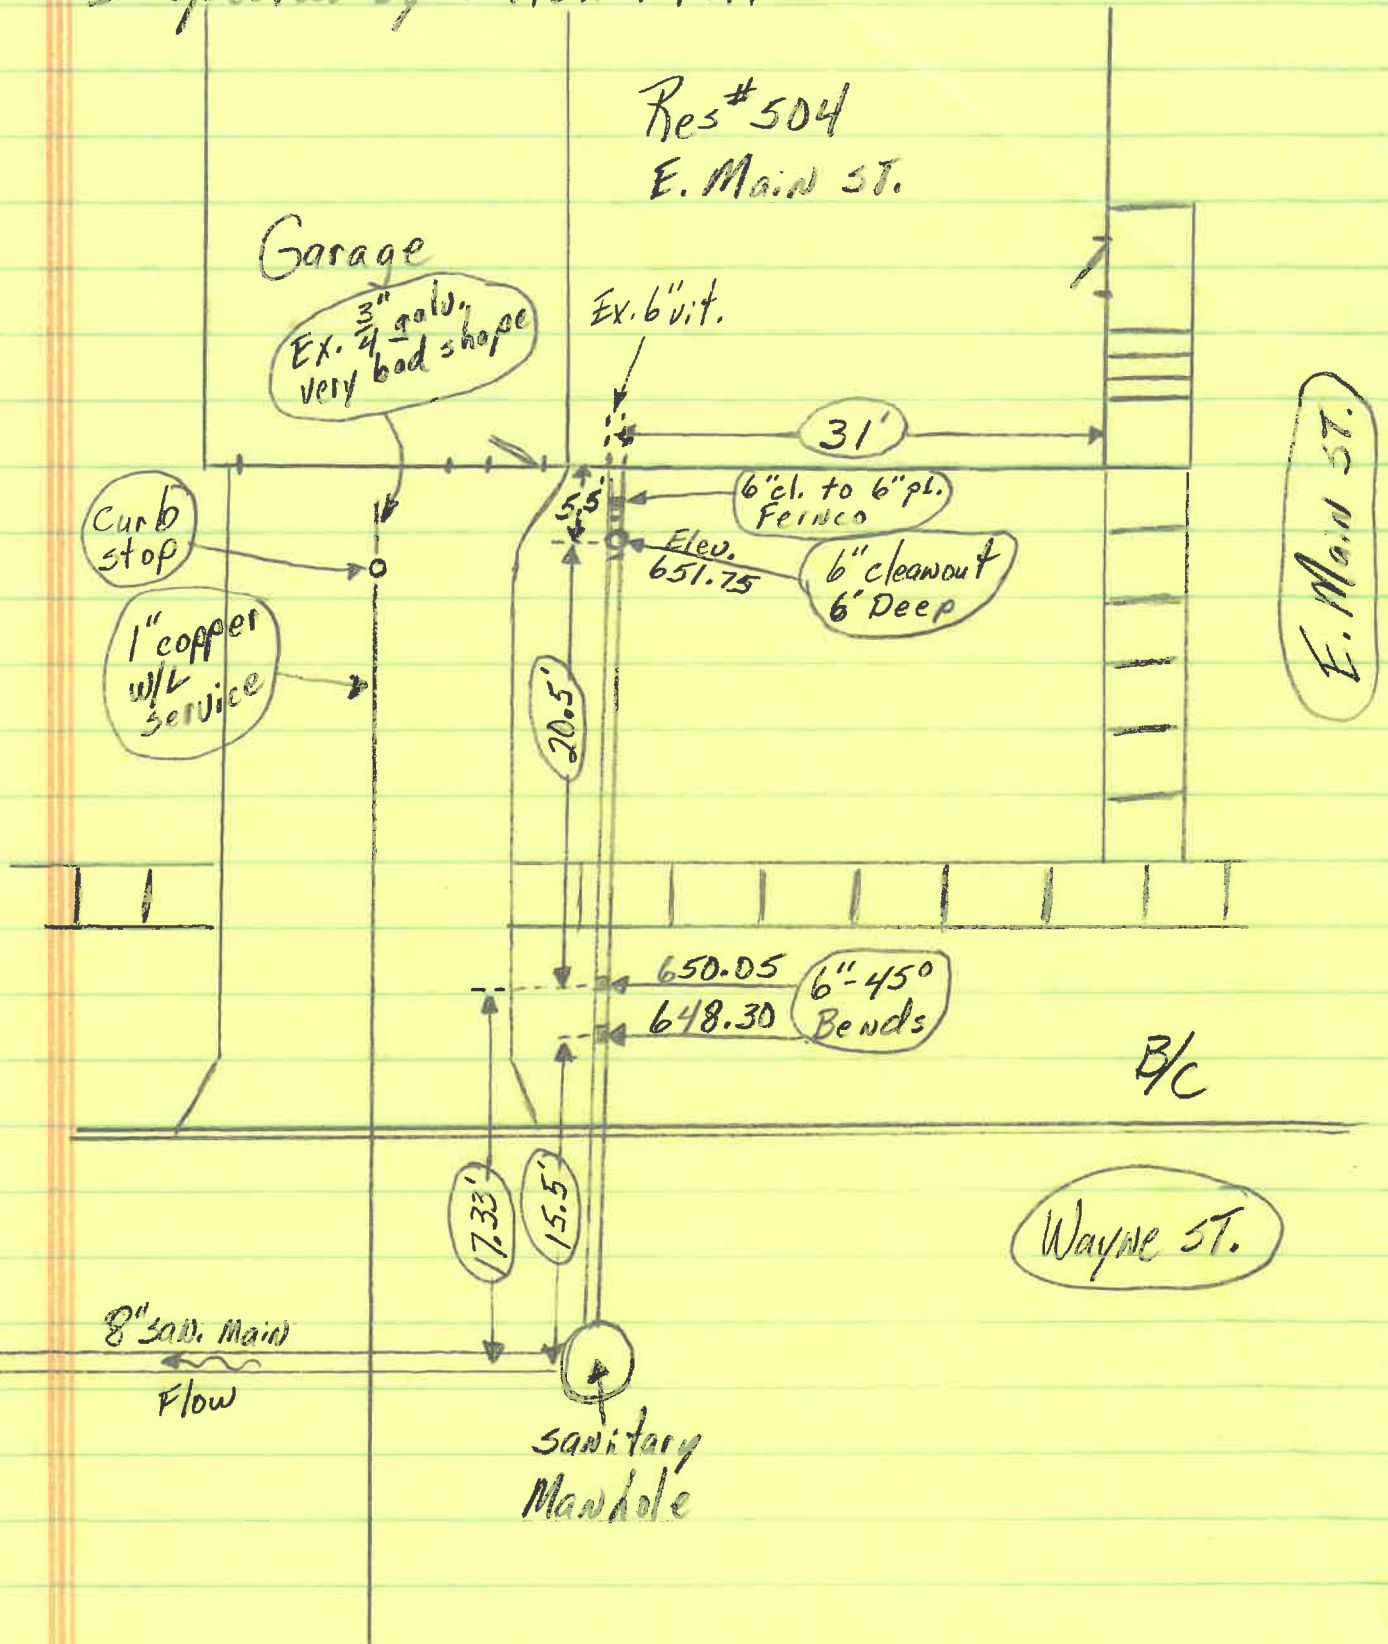 Res #504
E. Main ST.
Garage
Ex. 3/4" galv.
very bad shape
Ex. 6" vit.
31'
E. Main ST.
Curb
stop
5.5'
6" cl. to 6" pl.
Fernco
Elev.
651.75
6" cleanout
6' Deep
1" copper
W/L
service
20.5'
650.05
648.30
6"-45°
Bends
B/C
17.33'
15.5'
Wayne ST.
8" san. Main
Flow
sanitary
Manhole